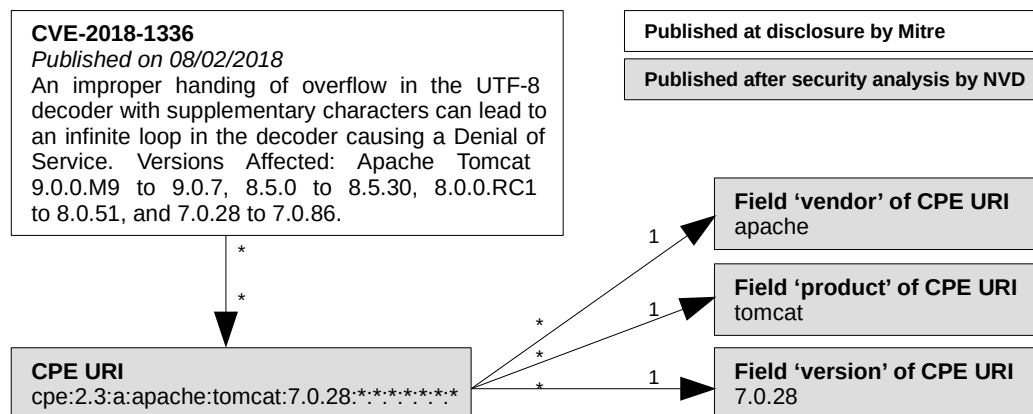 CVE-2018-1336
Published on 08/02/2018
An improper handing of overflow in the UTF-8
decoder with supplementary characters can lead to
an infinite loop in the decoder causing a Denial of
Service. Versions Affected: Apache Tomcat
9.0.0.M9 to 9.0.7, 8.5.0 to 8.5.30, 8.0.0.RC1
to 8.0.51, and 7.0.28 to 7.0.86.
Published at disclosure by Mitre
Published after security analysis by NVD
*
*
CPE URI
cpe:2.3:a:apache:tomcat:7.0.28:*:*:*:*:*:*:*
*
*
*
1
1
1
Field ‘vendor’ of CPE URI
apache
Field ‘product’ of CPE URI
tomcat
Field ‘version’ of CPE URI
7.0.28